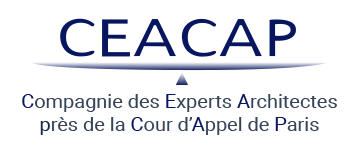 CEACAP
Compagnie des Experts Architectes
près de la Cour d'Appel de Paris